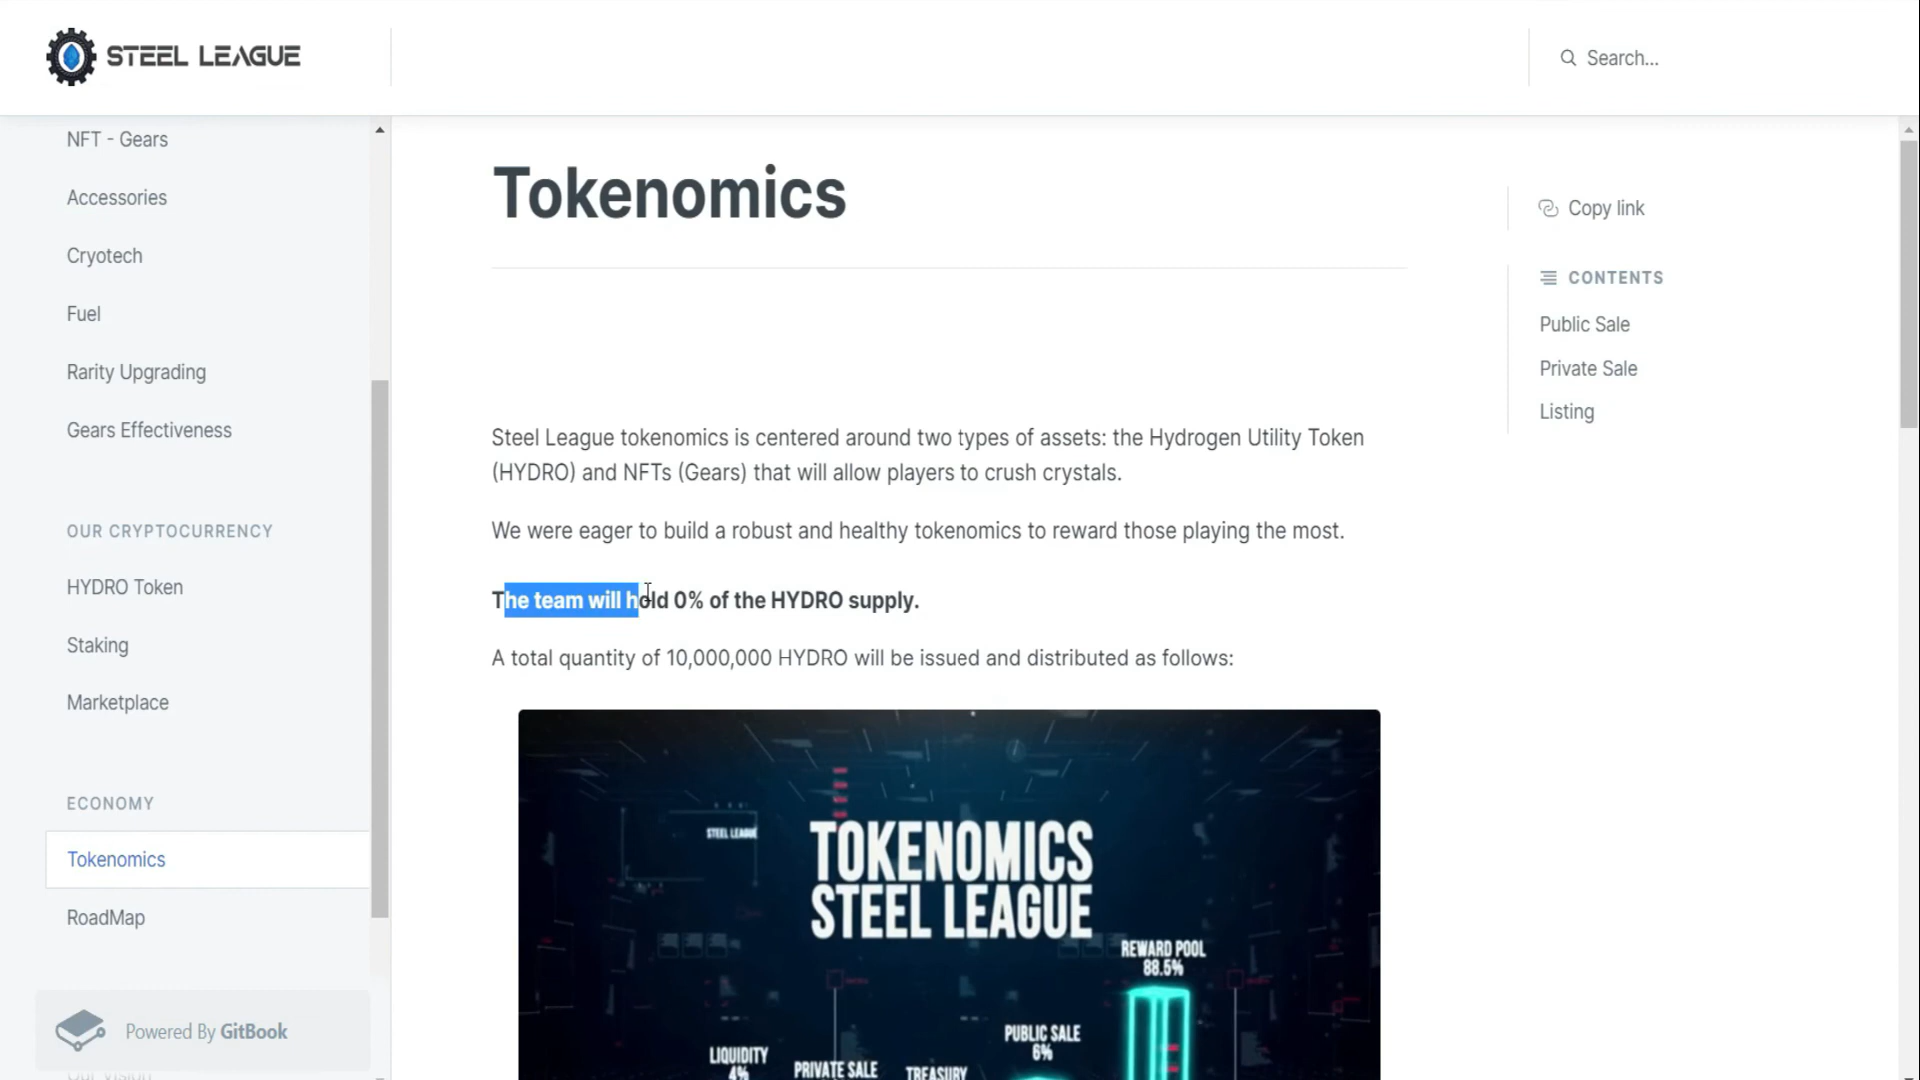 STEEL LEAGUE
Search...
NFT - Gears
Accessories
Cryotech
Fuel
Rarity Upgrading
Gears Effectiveness
OUR CRYPTOCURRENCY
HYDRO Token
Staking
Marketplace
ECONOMY
Tokenomics
RoadMap
Powered By GitBook
Our Vision
Tokenomics
Steel League tokenomics is centered around two types of assets: the Hydrogen Utility Token
(HYDRO) and NFTs (Gears) that will allow players to crush crystals.
We were eager to build a robust and healthy tokenomics to reward those playing the most.
The team will hold 0% of the HYDRO supply.
A total quantity of 10,000,000 HYDRO will be issued and distributed as follows:
STEEL LEAGUE
TOKENOMICS
STEEL LEAGUE
REWARD POOL
88.5%
PUBLIC SALE
6%
LIQUIDITY
4%
PRIVATE SALE
TREASURY
Copy link
CONTENTS
Public Sale
Private Sale
Listing